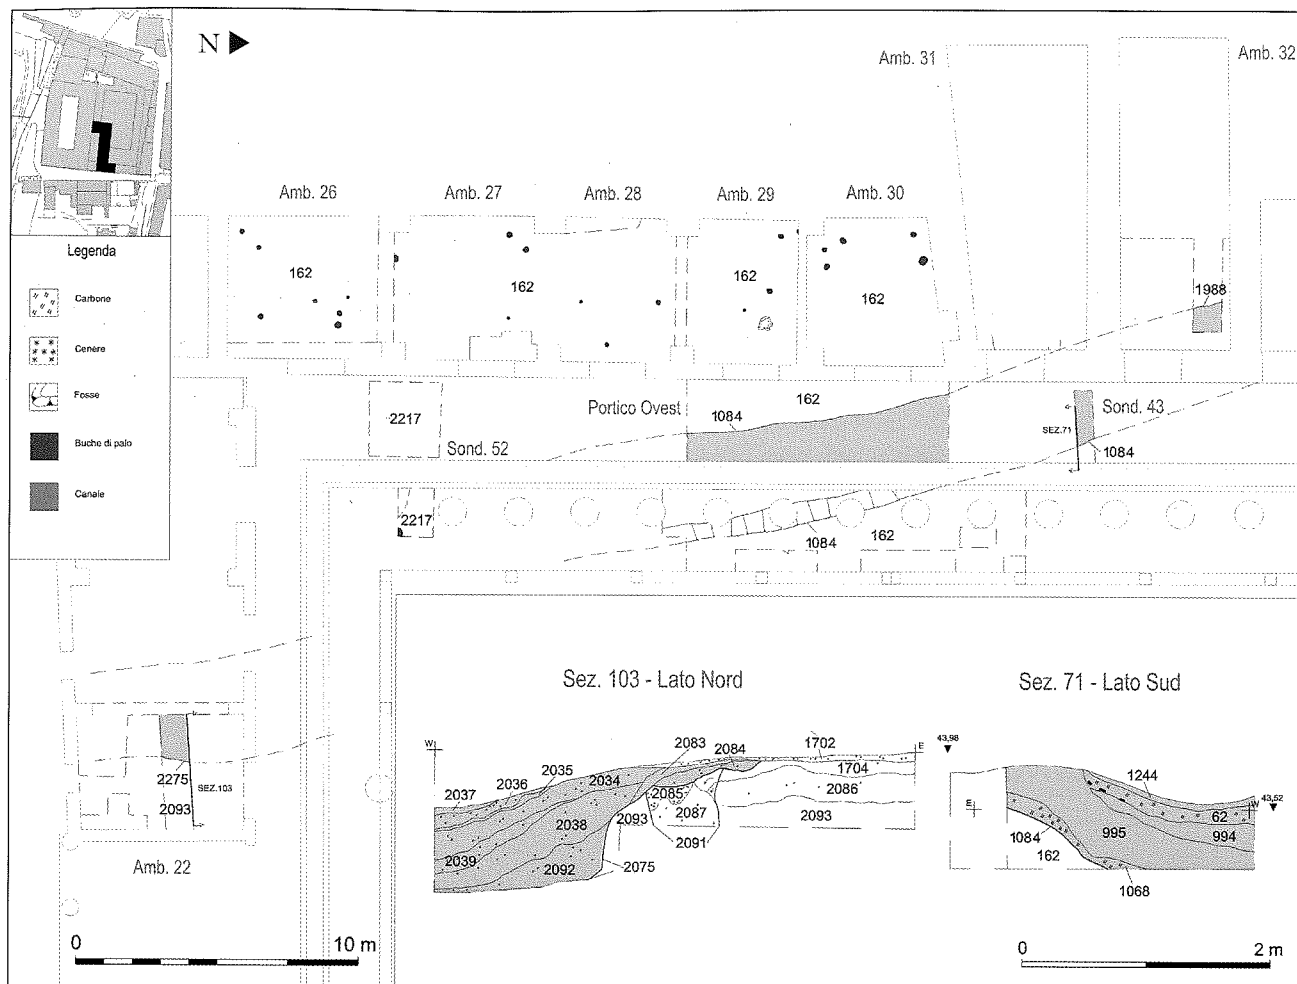 N
Amb. 31
Amb. 32
Amb. 26
Amb. 27
Amb. 28
Amb. 29
Amb. 30
Legenda
Carbone
Cenere
Fosse
Buche di palo
Canale
162
162
162
162
1988
2217
Sond. 52
Portico Ovest
162
1084
SEZ.71
Sond. 43
1084
2217
1084
162
2275
2093
SEZ.103
Amb. 22
Sez. 103 - Lato Nord
Sez. 71 - Lato Sud
W
2083
2084
1702
E
2037
2036
2035
2034
2085
1704
2086
2038
2093
2087
2093
2039
2092
2091
2075
43,98
E
1244
W
43,52
62
1084
995
994
162
1068
0
10 m
0
2 m